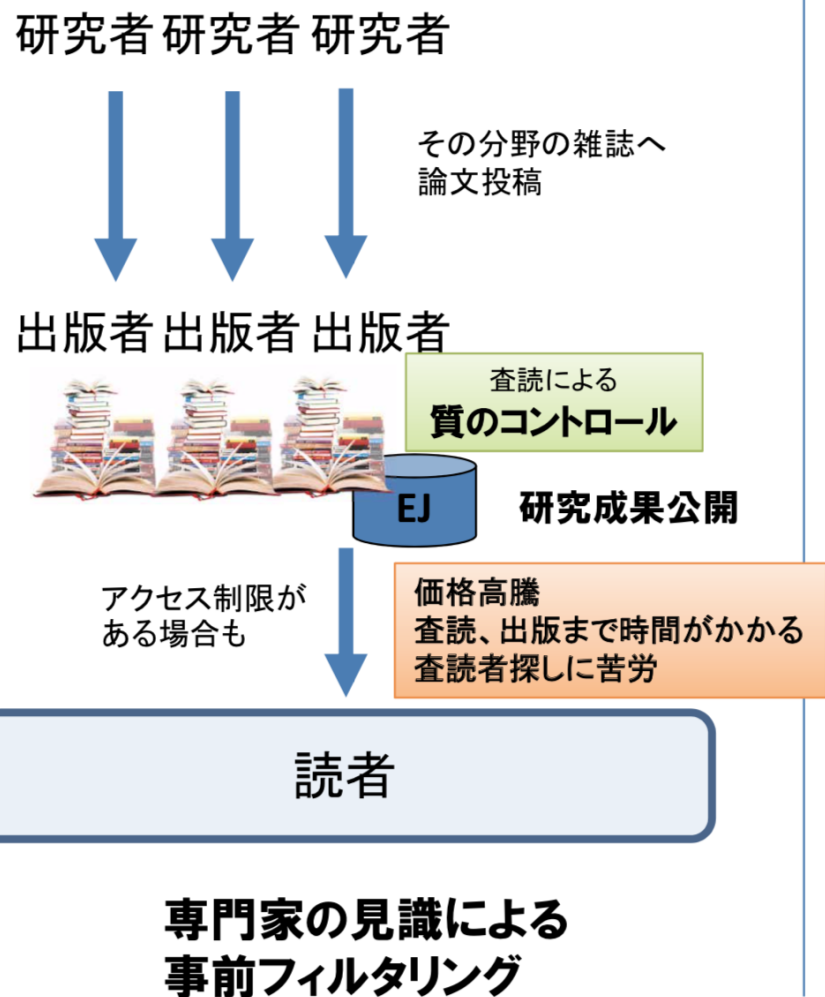 研究者 研究者 研究者
その分野の雑誌へ
論文投稿
出版者 出版者 出版者
査読による
質のコントロール
EJ
研究成果公開
アクセス制限が
ある場合も
価格高騰
査読、出版まで時間がかかる
査読者探しに苦労
読者
専門家の見識による
事前フィルタリング